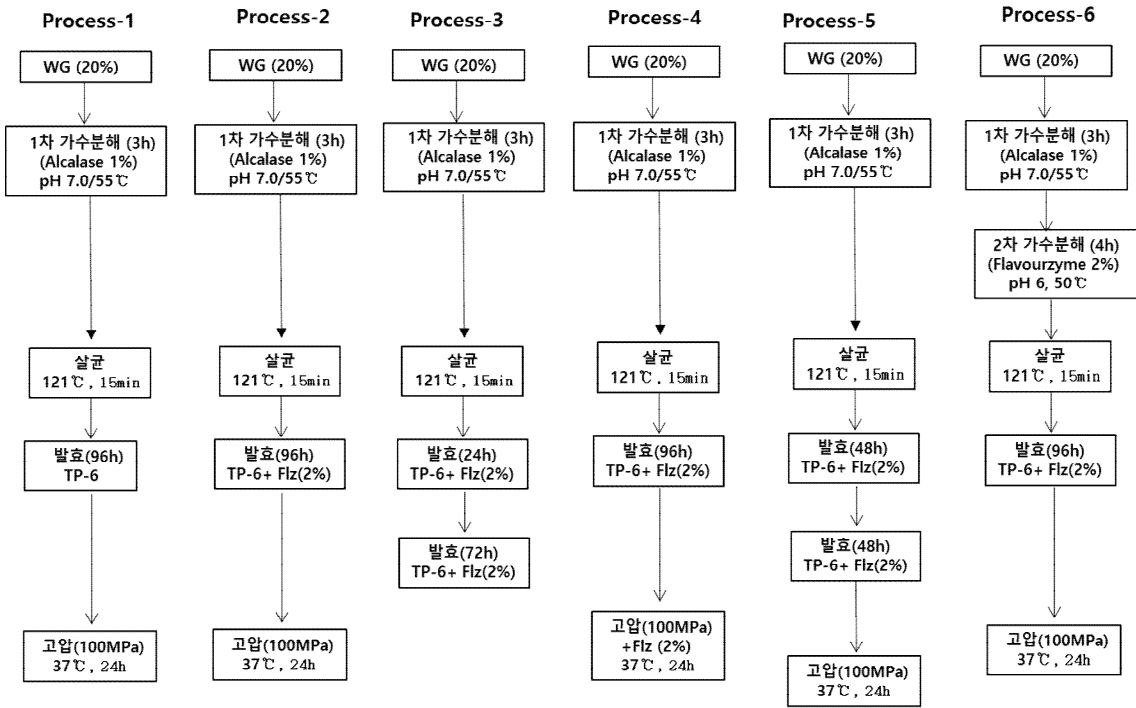 Process-1
WG (20%)
1차 가수분해 (3h)
(Alcalase 1%)
pH 7.0/55℃
살균
121℃, 15min
발효(96h)
TP-6
고압(100MPa)
37℃, 24h
Process-2
WG (20%)
1차 가수분해 (3h)
(Alcalase 1%)
pH 7.0/55℃
살균
121℃, 15min
발효(96h)
TP-6+ Flz(2%)
고압(100MPa)
37℃, 24h
Process-3
WG (20%)
1차 가수분해 (3h)
(Alcalase 1%)
pH 7.0/55℃
살균
121℃, 15min
발효(24h)
TP-6+ Flz(2%)
발효(72h)
TP-6+ Flz(2%)
Process-4
WG (20%)
1차 가수분해 (3h)
(Alcalase 1%)
pH 7.0/55℃
살균
121℃, 15min
발효(96h)
TP-6+ Flz(2%)
고압(100MPa)
+Flz (2%)
37℃, 24h
Process-5
WG (20%)
1차 가수분해 (3h)
(Alcalase 1%)
pH 7.0/55℃
살균
121℃, 15min
발효(48h)
TP-6+ Flz(2%)
발효(48h)
TP-6+ Flz(2%)
고압(100MPa)
37℃, 24h
Process-6
WG (20%)
1차 가수분해 (3h)
(Alcalase 1%)
pH 7.0/55℃
2차 가수분해 (4h)
(Flavourzyme 2%)
pH 6, 50℃
살균
121℃, 15min
발효(96h)
TP-6+ Flz(2%)
고압(100MPa)
37℃, 24h